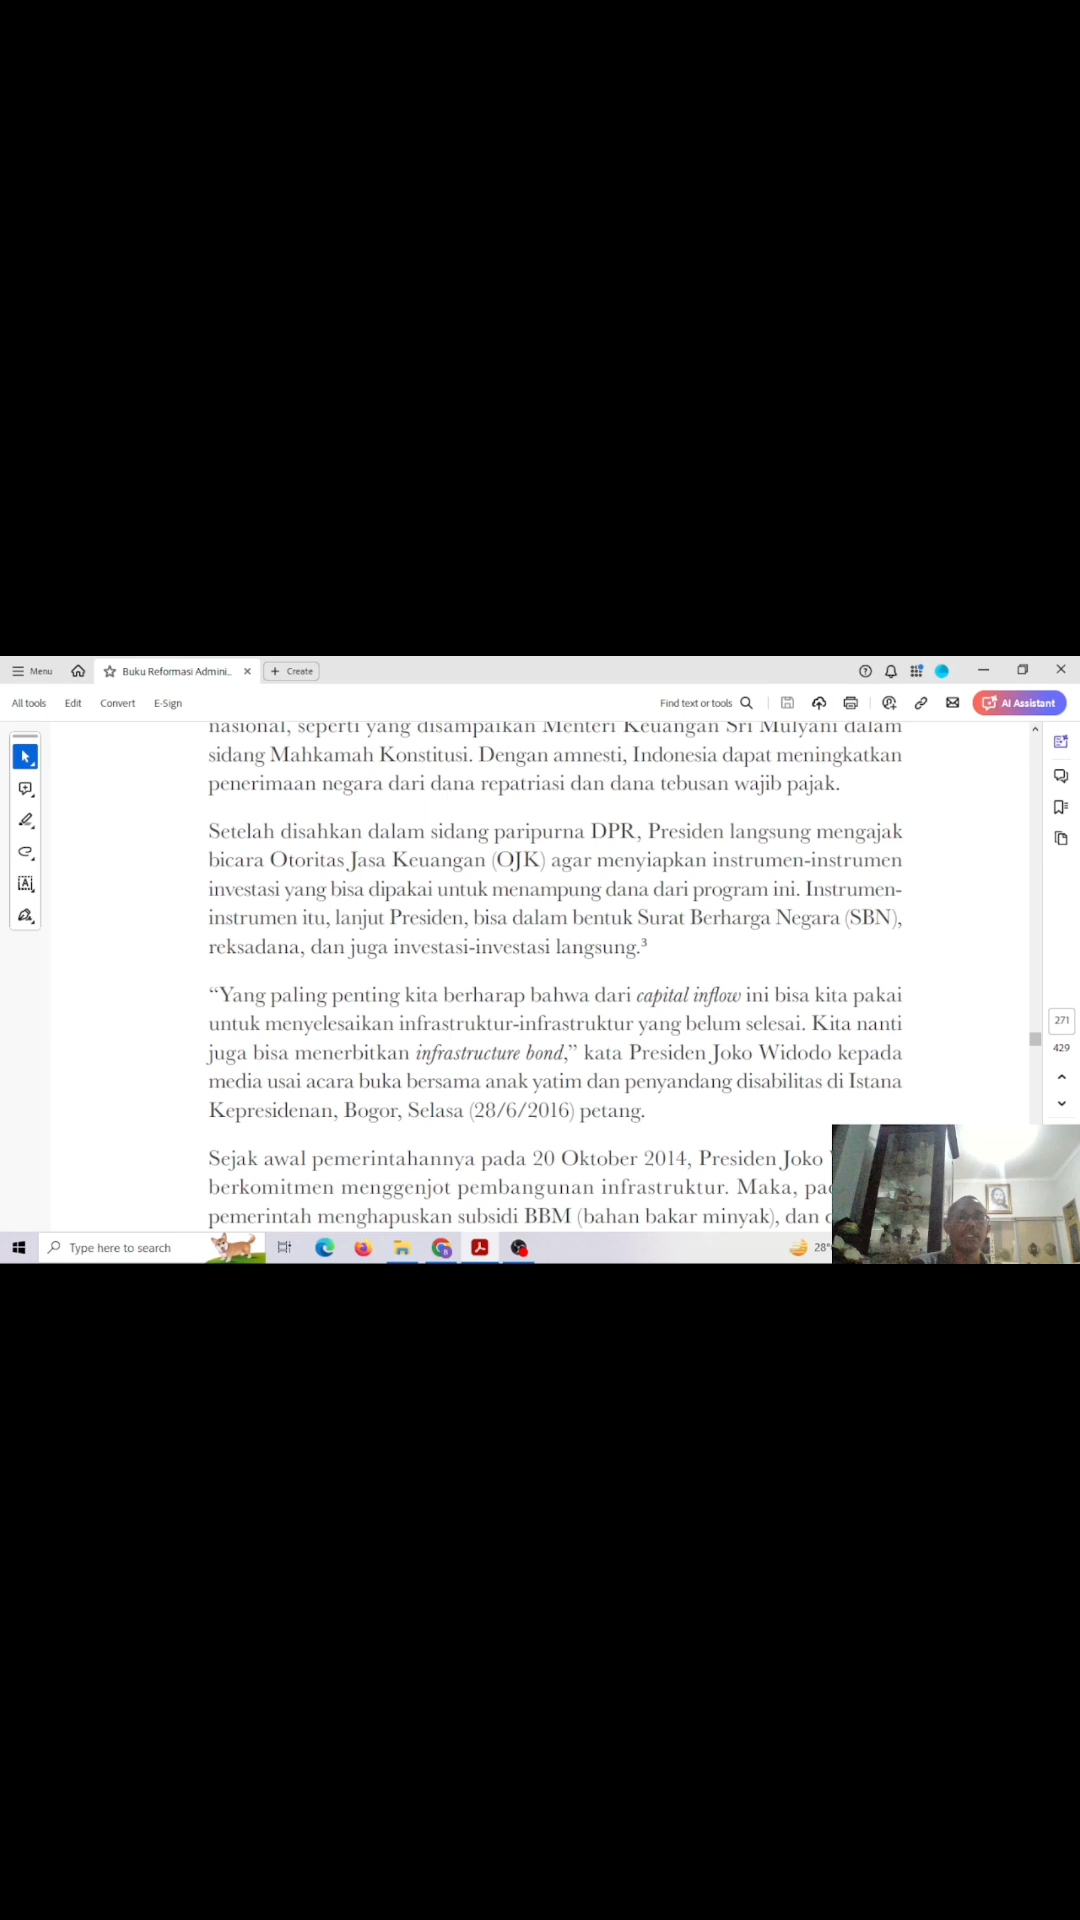 Menu
Buku Reformasi Admini...
Create
All tools
Edit
Convert
E-Sign
Find text or tools
AI Assistant
nasional, seperti yang disampaikan Menteri Keuangan Sri Mulyani dalam
sidang Mahkamah Konstitusi. Dengan amnesti, Indonesia dapat meningkatkan
penerimaan negara dari dana repatriasi dan dana tebusan wajib pajak.
Setelah disahkan dalam sidang paripurna DPR, Presiden langsung mengajak
bicara Otoritas Jasa Keuangan (OJK) agar menyiapkan instrumen-instrumen
investasi yang bisa dipakai untuk menampung dana dari program ini. Instrumen-
instrumen itu, lanjut Presiden, bisa dalam bentuk Surat Berharga Negara (SBN),
reksadana, dan juga investasi-investasi langsung.³
“Yang paling penting kita berharap bahwa dari capital inflow ini bisa kita pakai
untuk menyelesaikan infrastruktur-infrastruktur yang belum selesai. Kita nanti
juga bisa menerbitkan infrastructure bond,” kata Presiden Joko Widodo kepada
media usai acara buka bersama anak yatim dan penyandang disabilitas di Istana
Kepresidenan, Bogor, Selasa (28/6/2016) petang.
Sejak awal pemerintahannya pada 20 Oktober 2014, Presiden Joko
berkomitmen menggenjot pembangunan infrastruktur. Maka,
pemerintah menghapuskan subsidi BBM (bahan bakar minyak), dan
271
429
Type here to search
28°